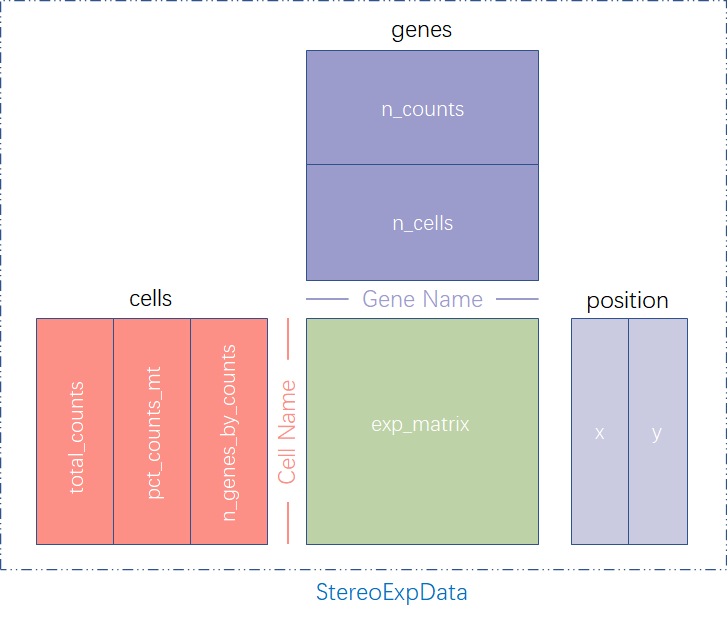 genes
n_counts
n_cells
Gene Name
cells
position
total_counts
pct_counts_mt
n_genes_by_counts
Cell Name
exp_matrix
x
y
StereoExpData